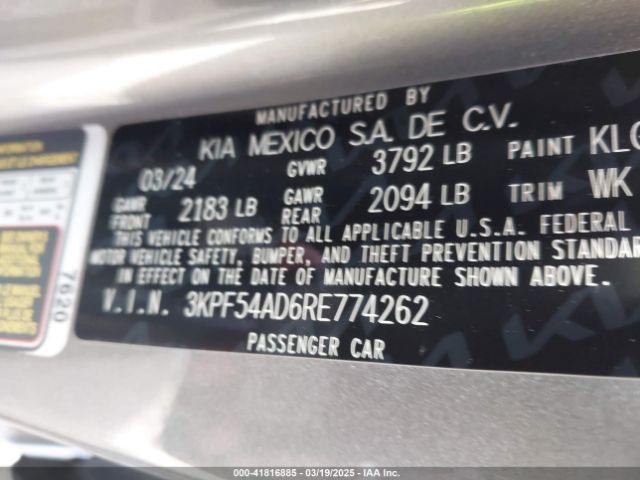 MANUFACTURED BY
KIA MEXICO S.A. DE C.V.
03/24 GVWR 3792 LB PAINT KLG
GAWR FRONT 2183 LB GAWR REAR 2094 LB TRIM WK
THIS VEHICLE CONFORMS TO ALL APPLICABLE U.S.A. FEDERAL
MOTOR VEHICLE SAFETY, BUMPER, AND THEFT PREVENTION STANDAR
IN EFFECT ON THE DATE OF MANUFACTURE SHOWN ABOVE.
V.I.N. 3KPF54AD6RE774262
PASSENGER CAR
7620
000-41816885 - 03/19/2025 - IAAI.COM